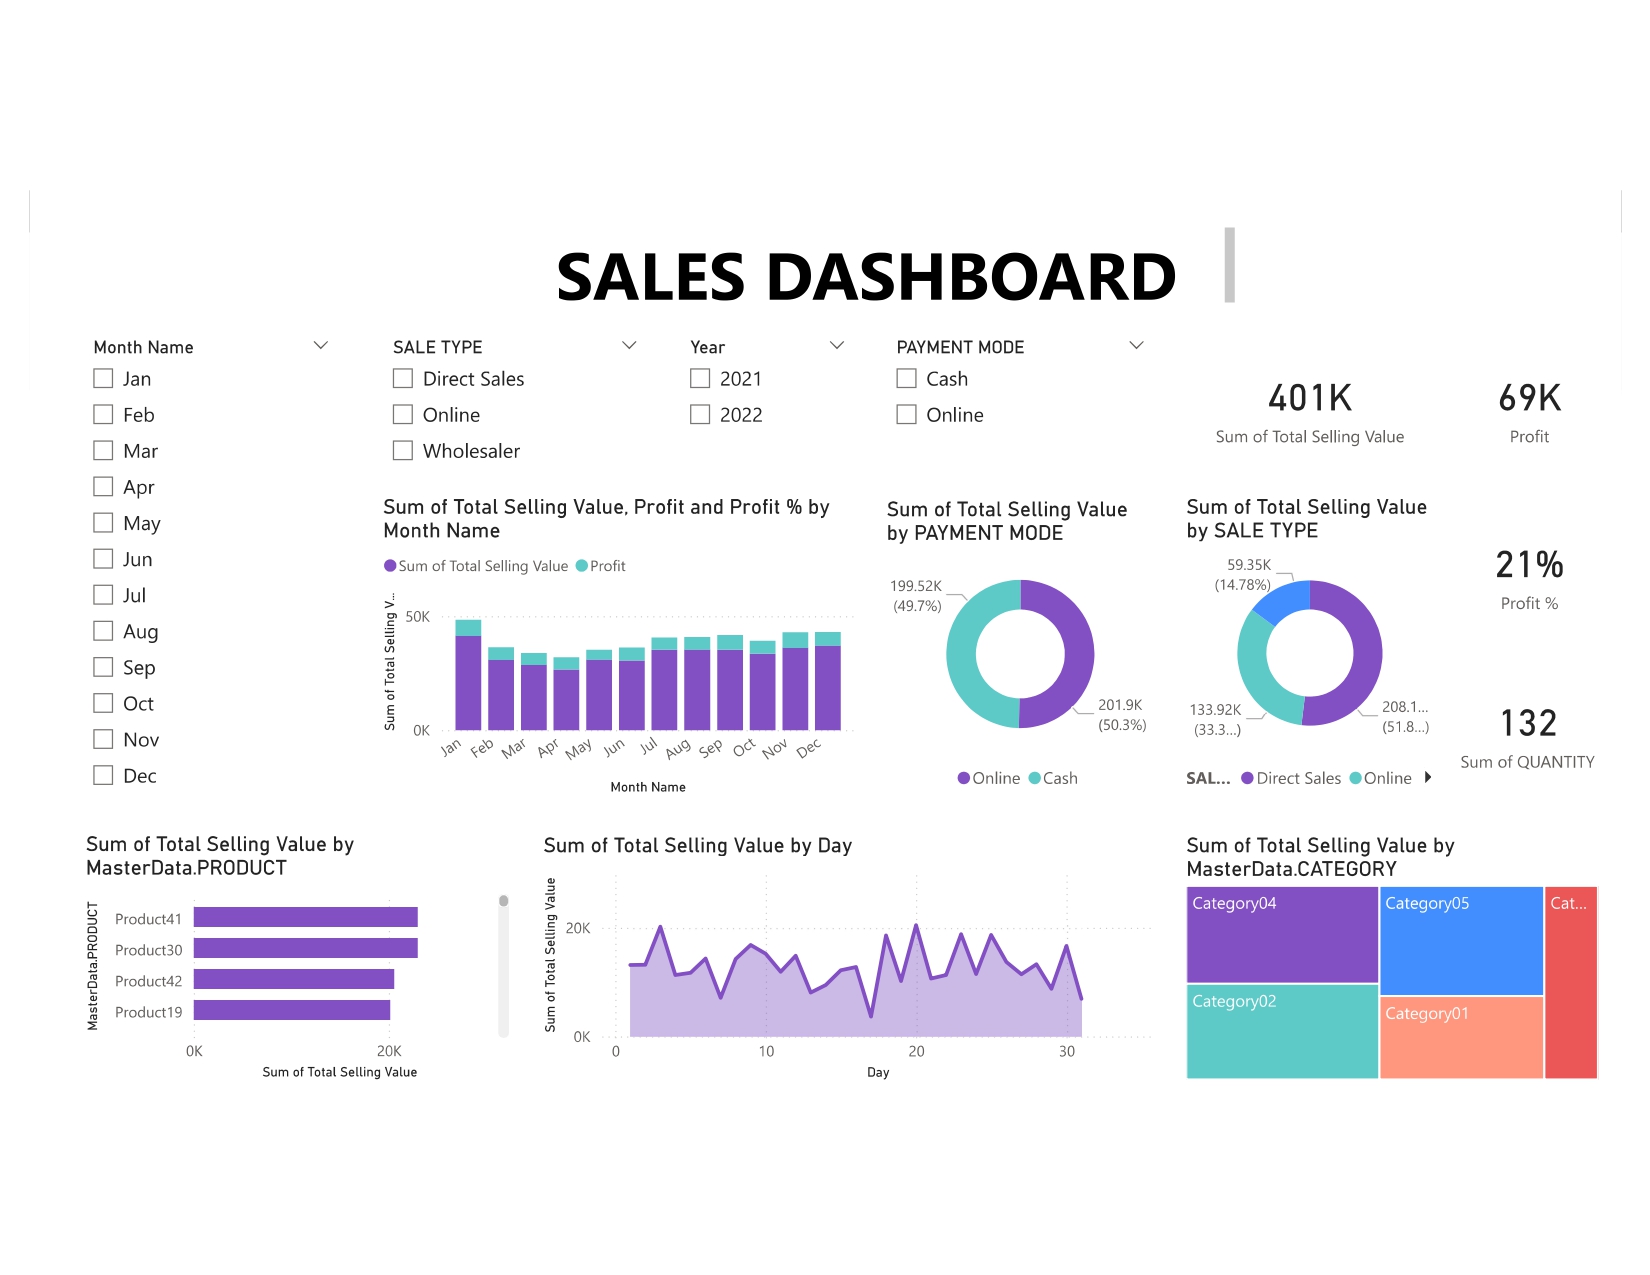 SALES DASHBOARD
Month Name
Jan
Feb
Mar
Apr
May
Jun
Jul
Aug
Sep
Oct
Nov
Dec
SALE TYPE
Direct Sales
Online
Wholesaler
Year
2021
2022
PAYMENT MODE
Cash
Online
401K
Sum of Total Selling Value
69K
Profit
Sum of Total Selling Value, Profit and Profit % by
Month Name
Sum of Total Selling Value Profit
Sum of Total Selling V...
50K
0K
Jan Feb Mar Apr May Jun Jul Aug Sep Oct Nov Dec
Month Name
Sum of Total Selling Value
by PAYMENT MODE
199.52K
(49.7%)
201.9K
(50.3%)
Online Cash
Sum of Total Selling Value
by SALE TYPE
59.35K
(14.78%)
133.92K
(33.3...)
208.1...
(51.8...)
SAL... Direct Sales Online
21%
Profit %
132
Sum of QUANTITY
Sum of Total Selling Value by
MasterData.PRODUCT
MasterData.PRODUCT
Product41
Product30
Product42
Product19
0K 20K
Sum of Total Selling Value
Sum of Total Selling Value by Day
Sum of Total Selling Value
20K
0K
0 10 20 30
Day
Sum of Total Selling Value by
MasterData.CATEGORY
Category04
Category02
Category05
Category01
Cat...